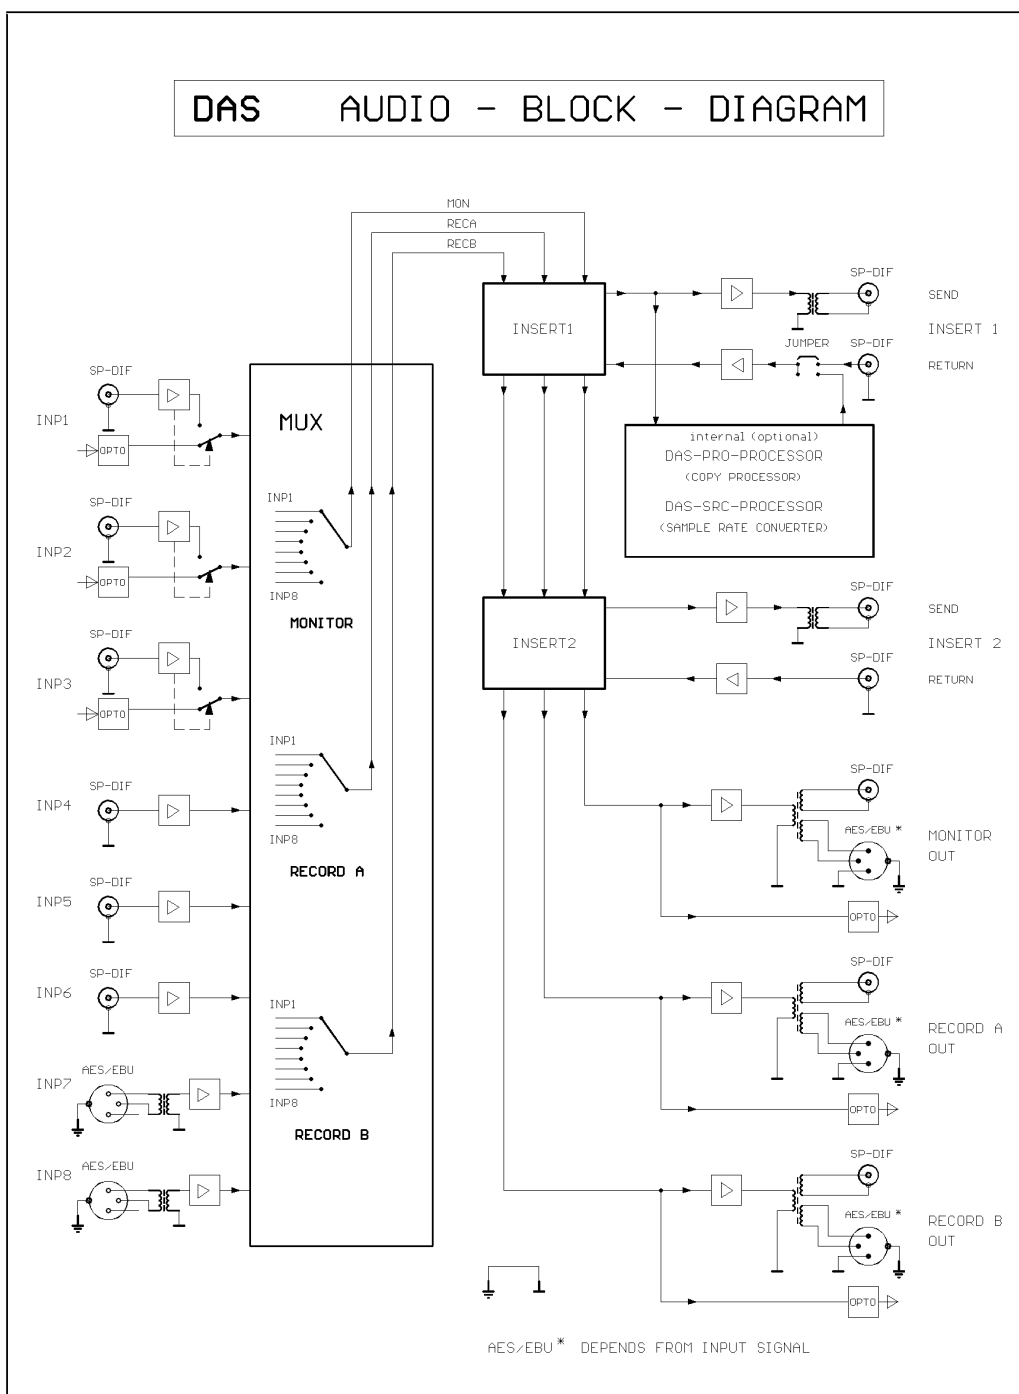 DAS AUDIO - BLOCK - DIAGRAM
MON
RECA
RECB
SP-DIF
SEND
INSERT1
INSERT 1
JUMPER
SP-DIF
RETURN
SP-DIF
INP1
OPTO
MUX
internal (optional)
DAS-PRO-PROCESSOR
(COPY PROCESSOR)
DAS-SRC-PROCESSOR
(SAMPLE RATE CONVERTER)
SP-DIF
INP2
OPTO
INP1
INP8
MONITOR
SP-DIF
SEND
INSERT2
INSERT 2
SP-DIF
RETURN
SP-DIF
INP3
OPTO
INP1
INP8
RECORD A
SP-DIF
INP4
SP-DIF
AES/EBU *
MONITOR
OUT
OPTO
SP-DIF
INP5
SP-DIF
INP6
INP1
INP8
RECORD B
SP-DIF
AES/EBU *
RECORD A
OUT
OPTO
INP7
AES/EBU
INP8
AES/EBU
SP-DIF
AES/EBU *
RECORD B
OUT
OPTO
AES/EBU * DEPENDS FROM INPUT SIGNAL